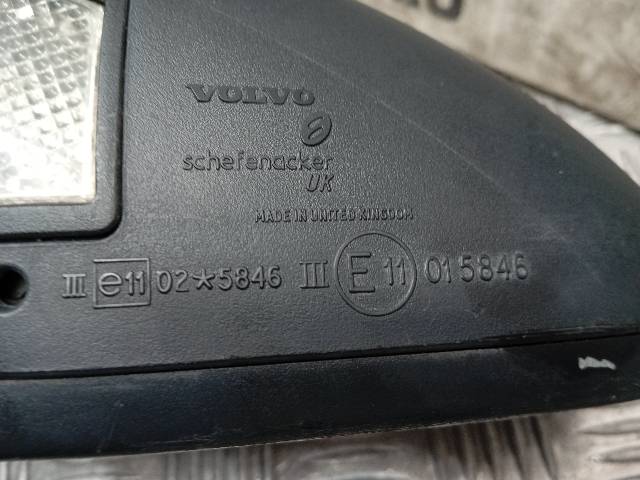 VOLVO
schefenacker
UK
MADE IN UNITED KINGDOM
III e11 02*5846 III E 11 015846